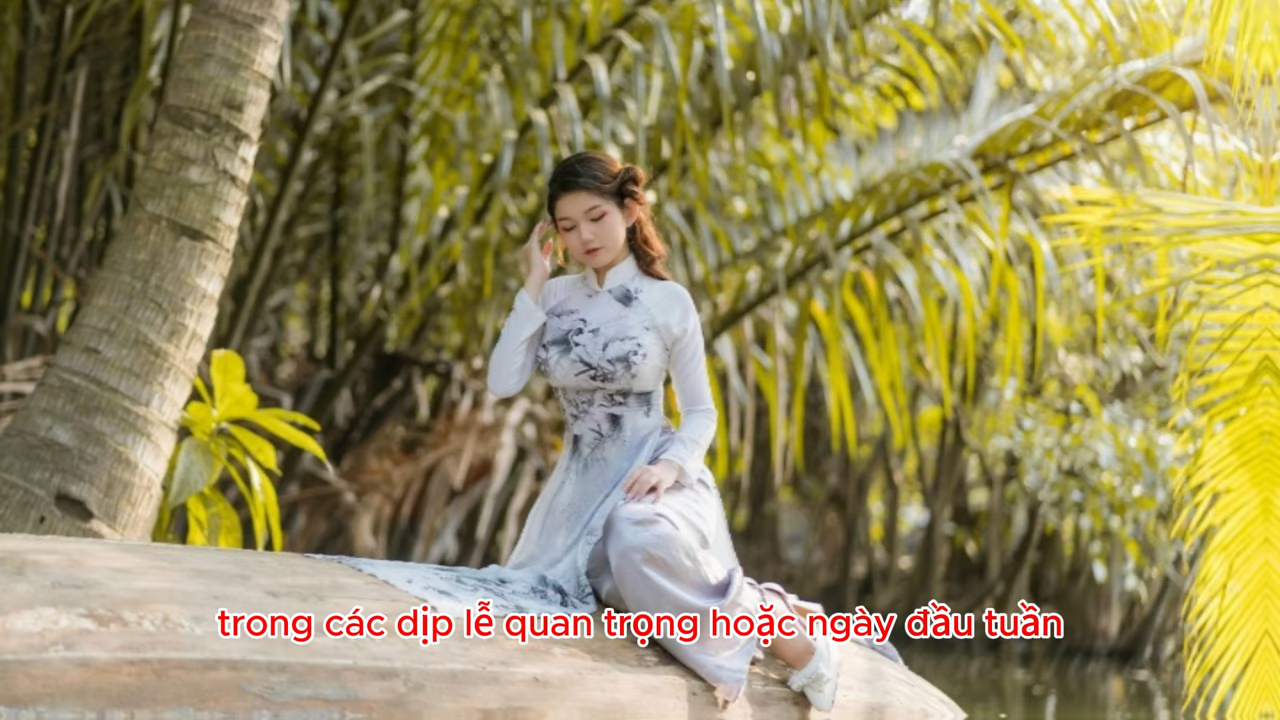 trong các dịp lễ quan trọng hoặc ngày đầu tuần